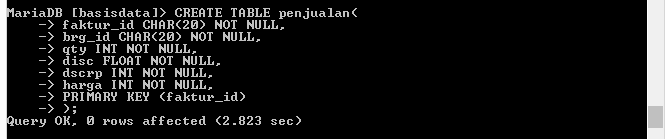 MariaDB [basisdata]> CREATE TABLE penjualan(
    -> faktur_id CHAR(20) NOT NULL,
    -> brg_id CHAR(20) NOT NULL,
    -> qty INT NOT NULL,
    -> disc FLOAT NOT NULL,
    -> dscrp INT NOT NULL,
    -> harga INT NOT NULL,
    -> PRIMARY KEY (faktur_id)
    -> );
Query OK, 0 rows affected (2.823 sec)